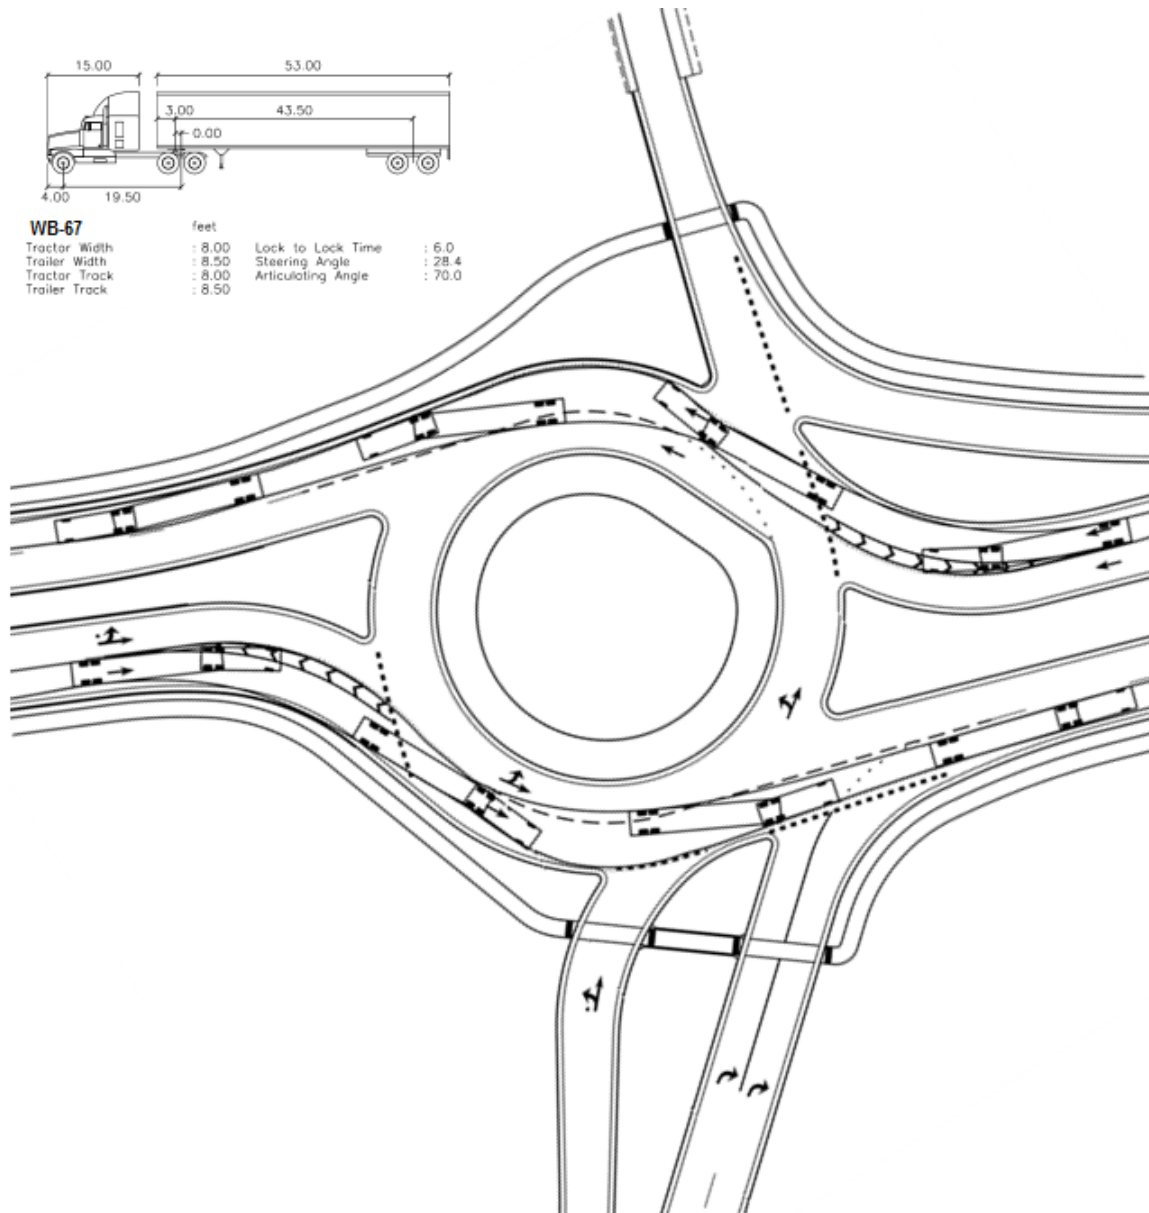 15.00 53.00
3.00 43.50
0.00
4.00 19.50
WB-67 feet
Tractor Width : 8.00 Lock to Lock Time : 6.0
Trailer Width : 8.50 Steering Angle : 28.4
Tractor Track : 8.00 Articulating Angle : 70.0
Trailer Track : 8.50